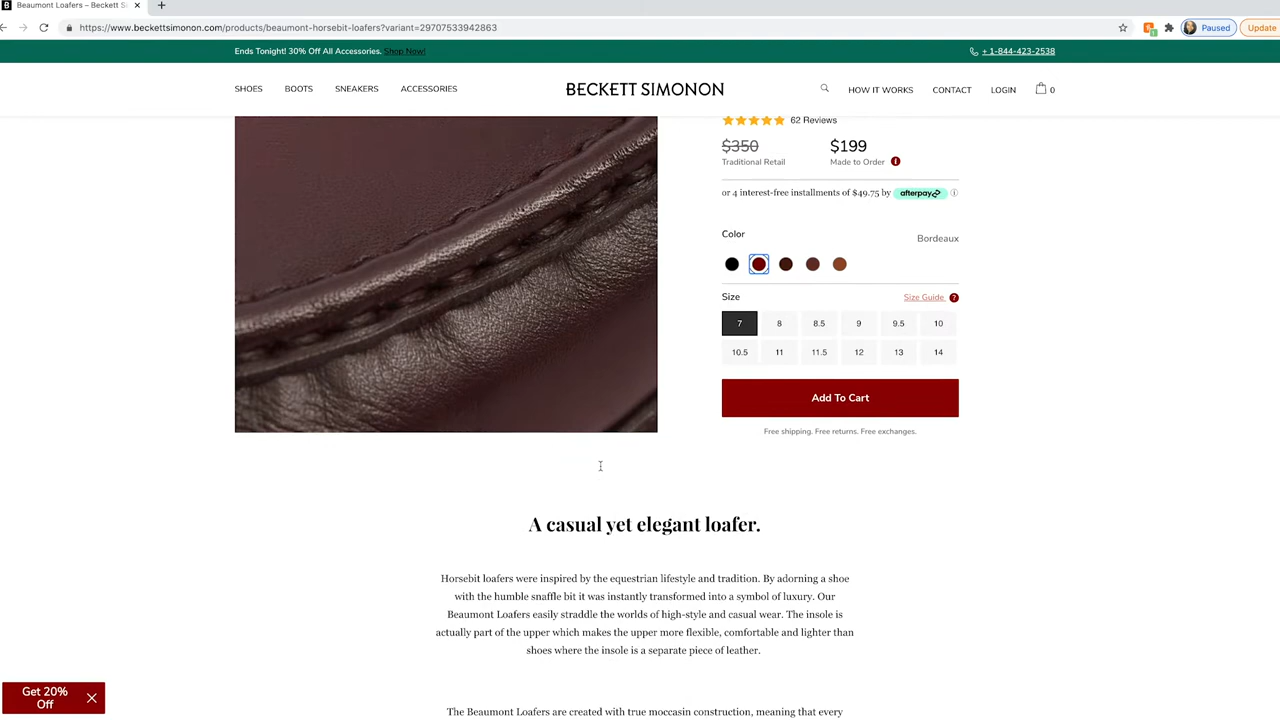 Beaumont Loafers – Beckett S
https://www.beckettsimonon.com/products/beaumont-horsebit-loafers?variant=29707533942863
Paused
Update
Ends Tonight! 30% Off All Accessories. Shop Now!
+ 1-844-423-2538
SHOES BOOTS SNEAKERS ACCESSORIES
BECKETT SIMONON
HOW IT WORKS CONTACT LOGIN 0
62 Reviews
$350 $199
Traditional Retail Made to Order
or 4 interest-free installments of $49.75 by afterpay
Color
Bordeaux
Size
Size Guide ?
7 8 8.5 9 9.5 10
10.5 11 11.5 12 13 14
Add To Cart
Free shipping. Free returns. Free exchanges.
A casual yet elegant loafer.
Horsebit loafers were inspired by the equestrian lifestyle and tradition. By adorning a shoe
with the humble snaffle bit it was instantly transformed into a symbol of luxury. Our
Beaumont Loafers easily straddle the worlds of high-style and casual wear. The insole is
actually part of the upper which makes the upper more flexible, comfortable and lighter than
shoes where the insole is a separate piece of leather.
Get 20%
Off
The Beaumont Loafers are created with true moccasin construction, meaning that every